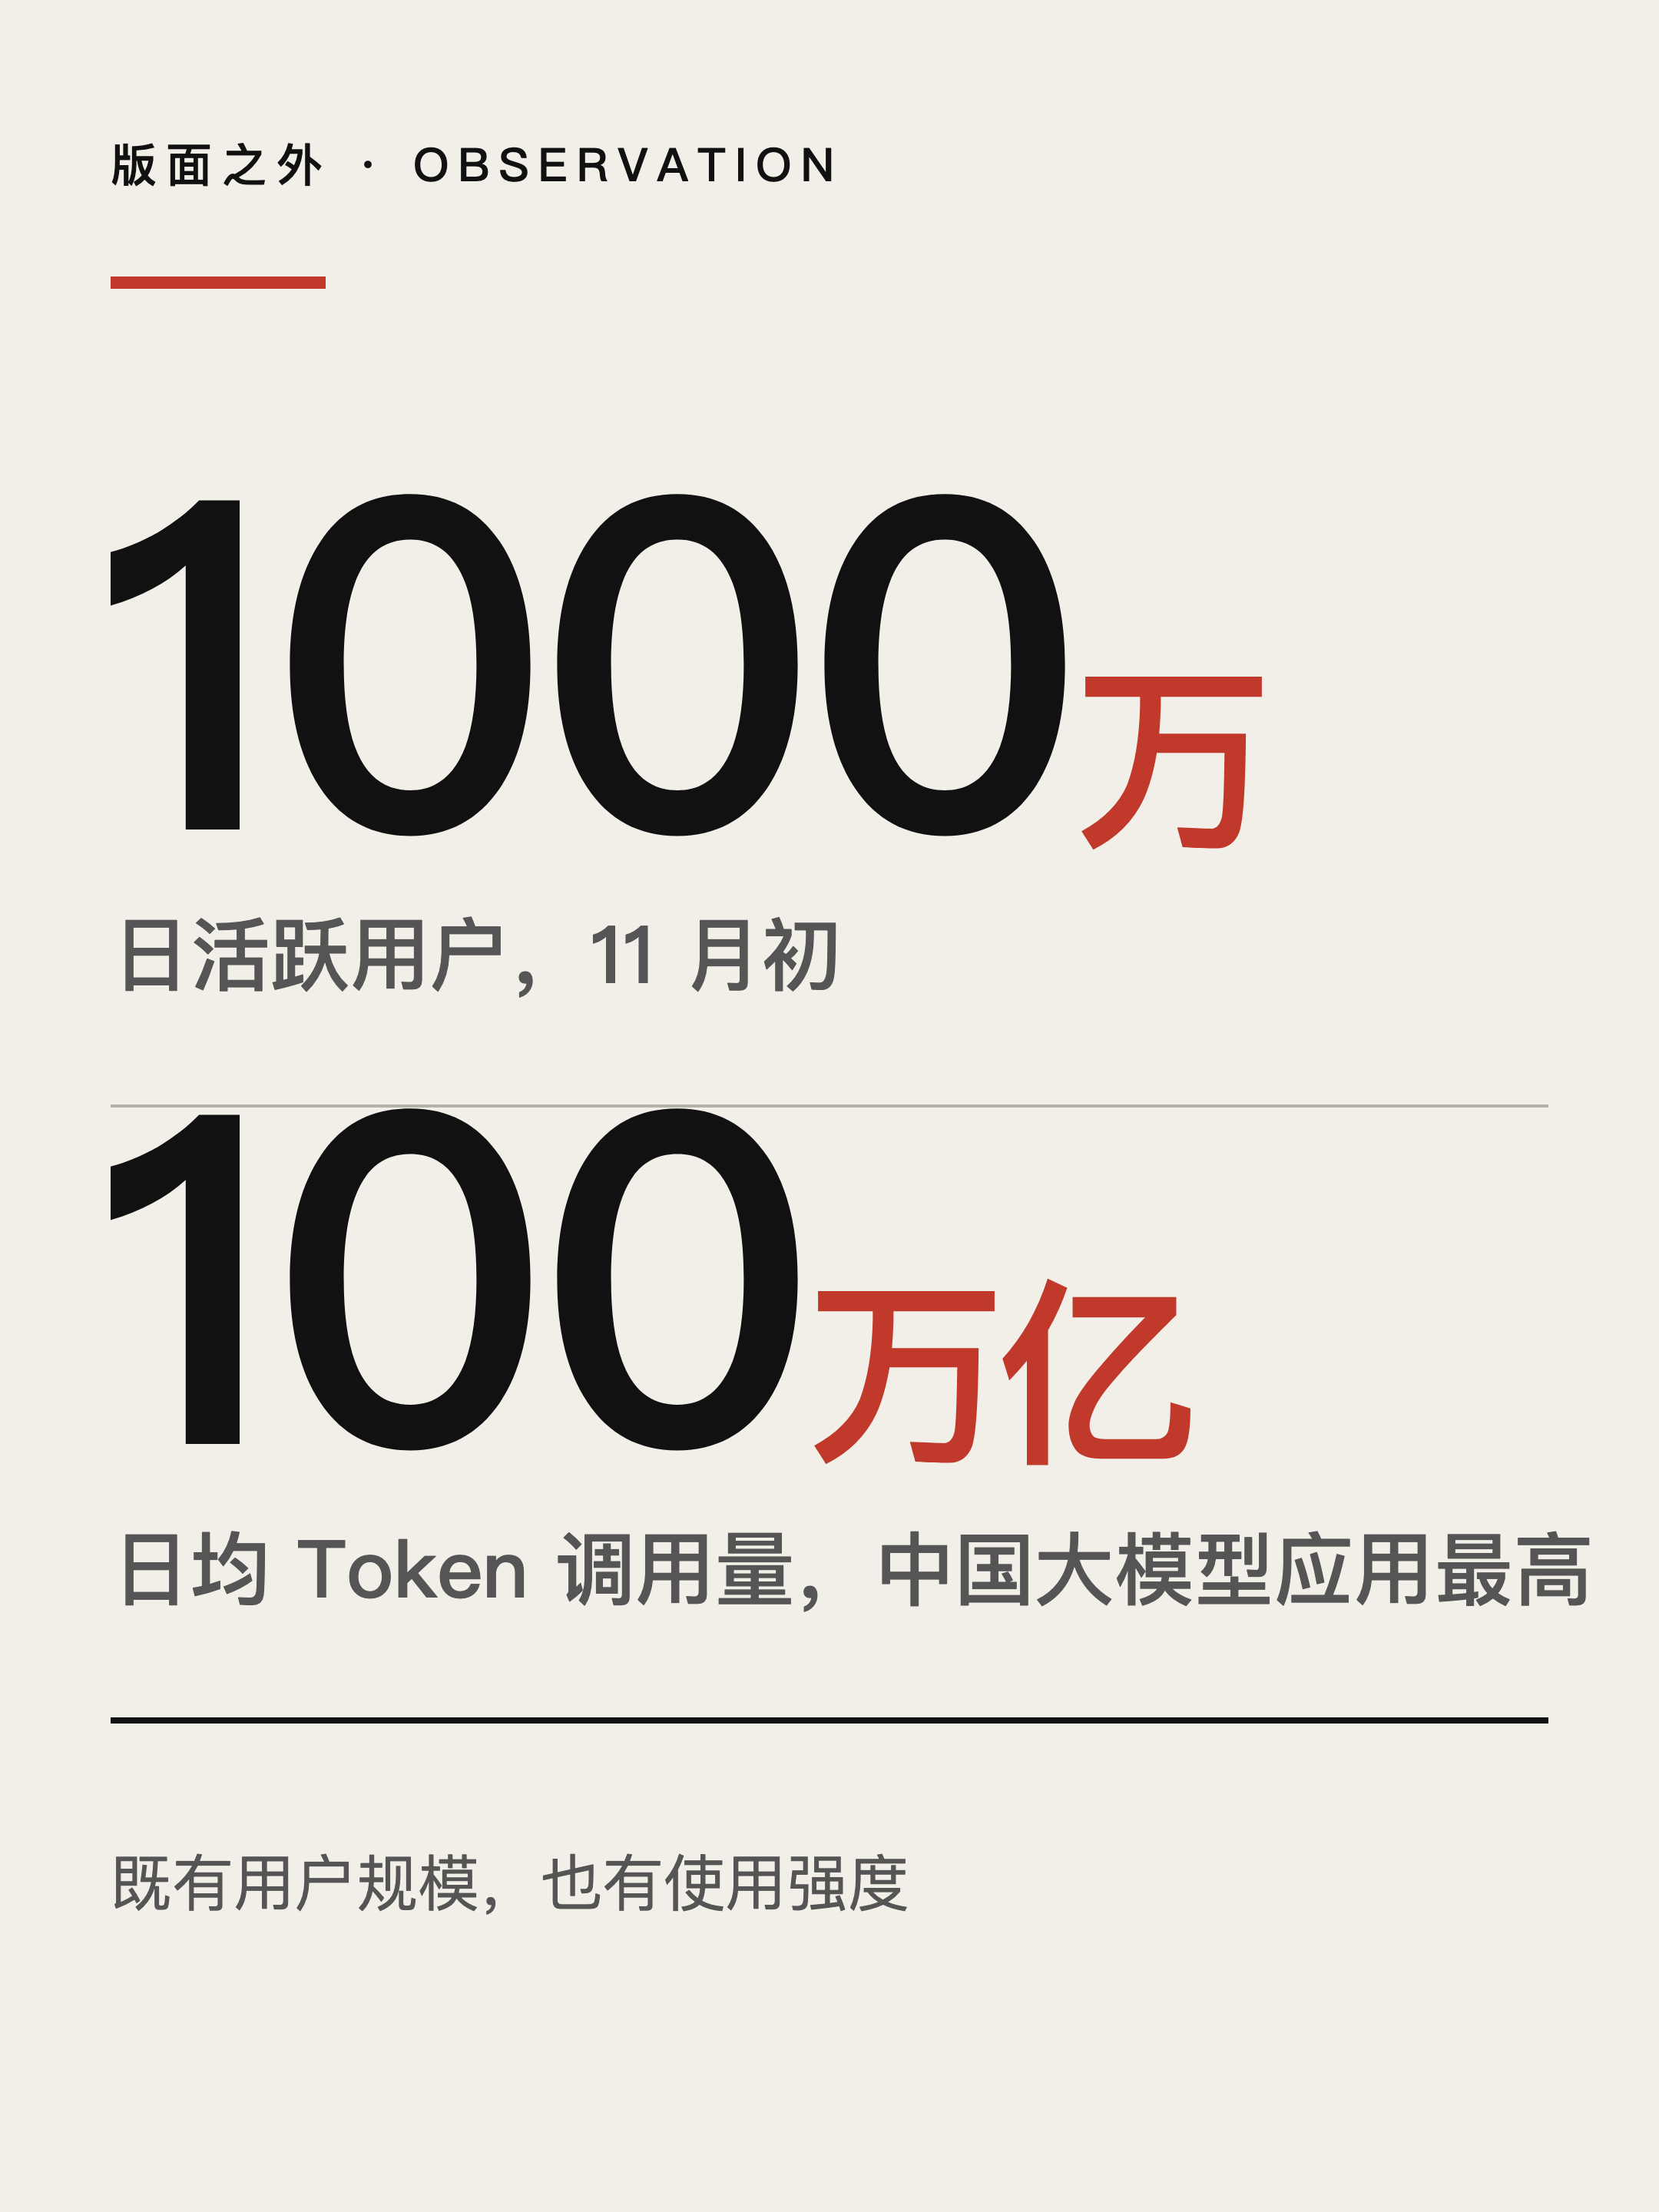 版面之外 · OBSERVATION
1000万
日活跃用户，11 月初
100万亿
日均 Token 调用量，中国大模型应用最高
既有用户规模，也有使用强度